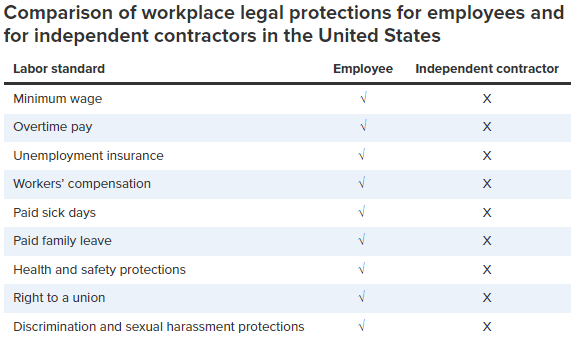 Comparison of workplace legal protections for employees and
for independent contractors in the United States
Labor standard Employee Independent contractor
Minimum wage √ X
Overtime pay √ X
Unemployment insurance √ X
Workers’ compensation √ X
Paid sick days √ X
Paid family leave √ X
Health and safety protections √ X
Right to a union √ X
Discrimination and sexual harassment protections √ X